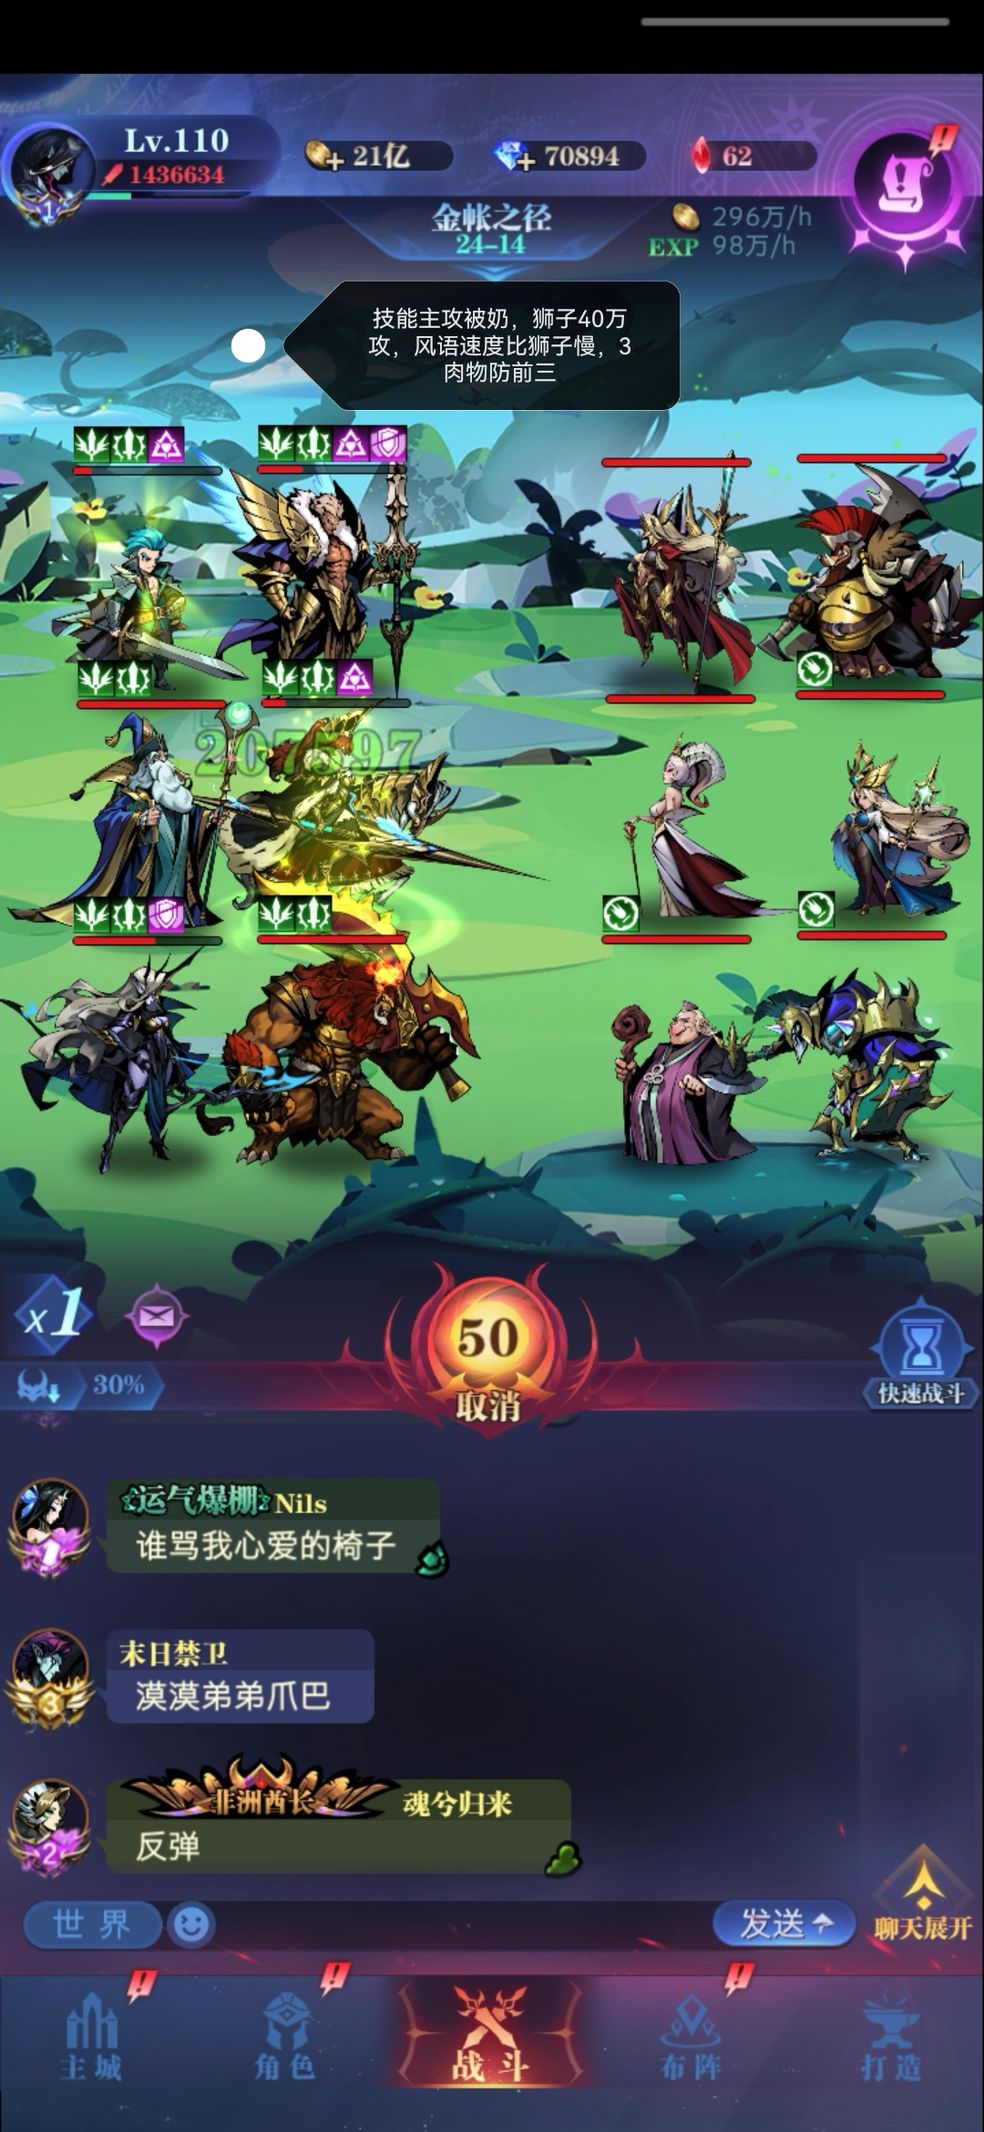 Lv.110
1436634
1
21亿
70894
62
金帐之径
24-14
296万/h
EXP 98万/h
技能主攻被奶，狮子40万
攻，风语速度比狮子慢，3
肉物防前三
207597
x1
50
取消
30%
快速战斗
运气爆棚 Nils
谁骂我心爱的椅子
1
末日禁卫
漠漠弟弟爪巴
3
非洲酋长 魂兮归来
反弹
2
世界
发送
聊天展开
主城
角色
战斗
布阵
打造